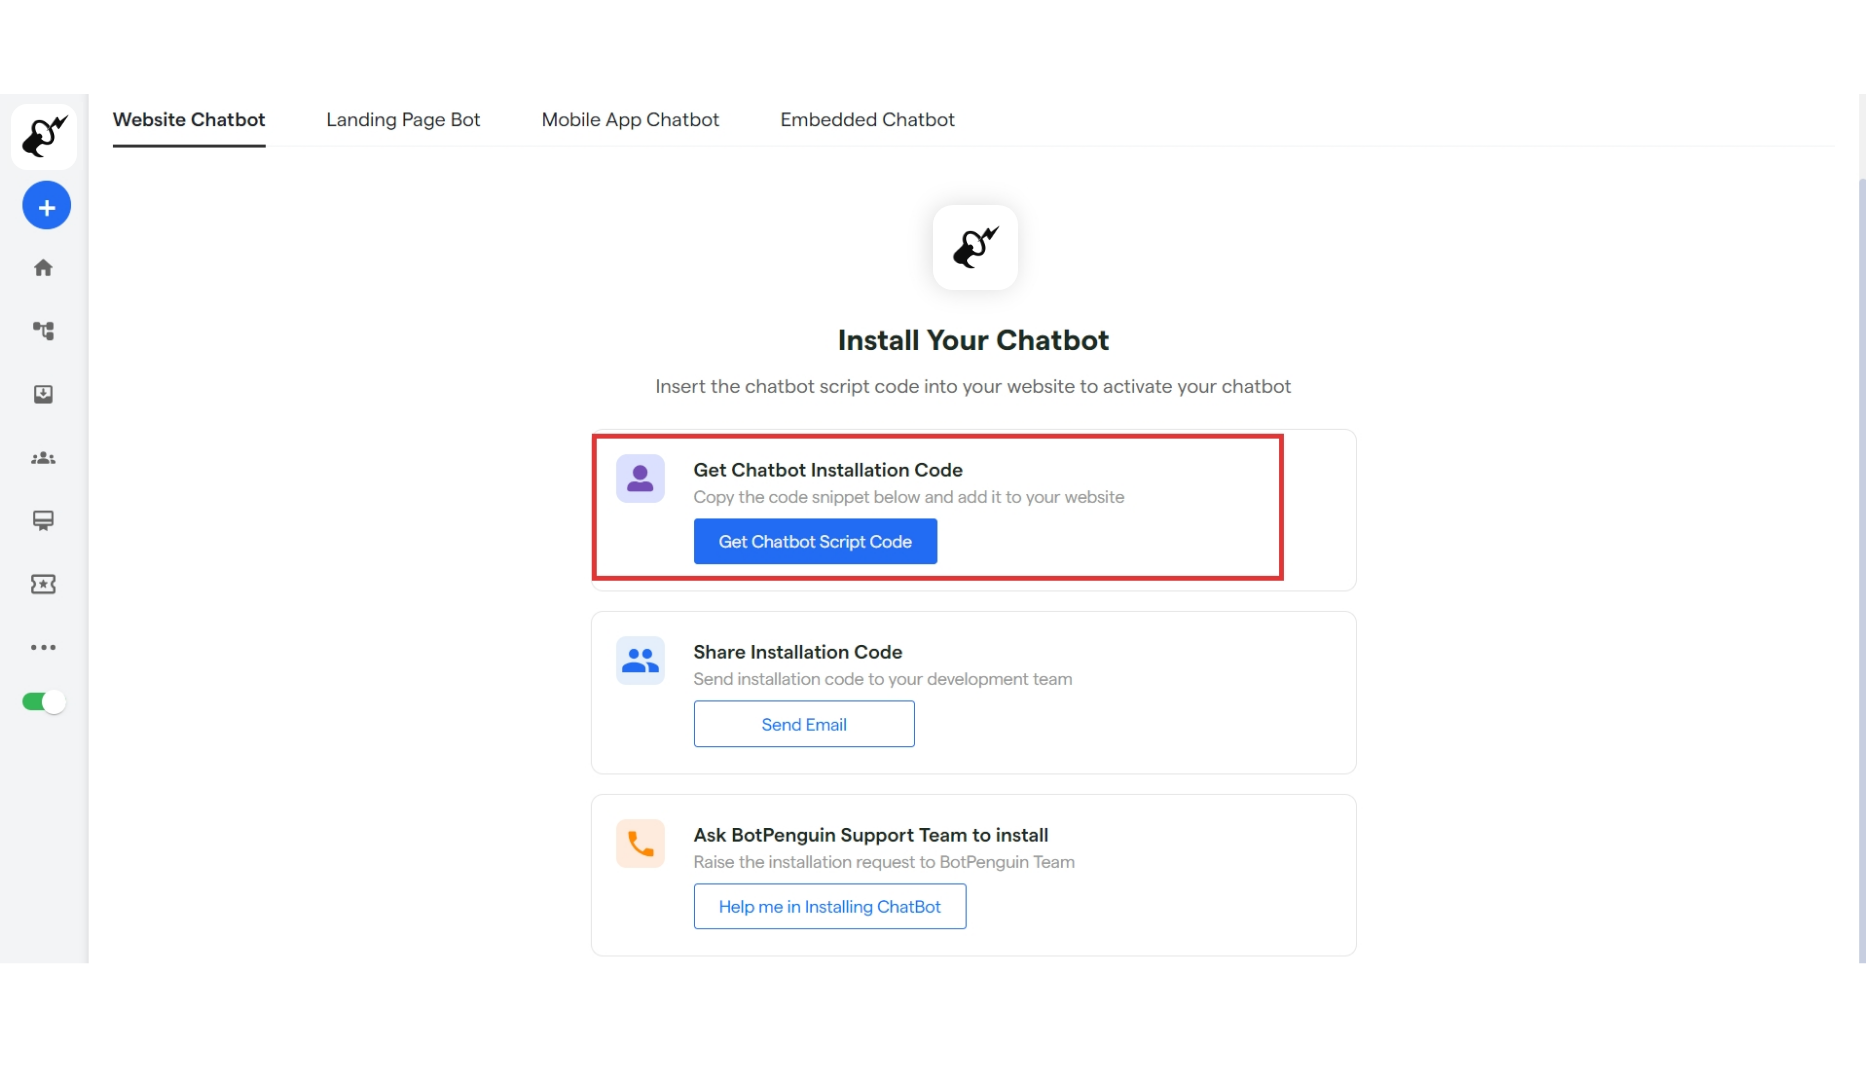 Website Chatbot
Landing Page Bot
Mobile App Chatbot
Embedded Chatbot
Install Your Chatbot
Insert the chatbot script code into your website to activate your chatbot
Get Chatbot Installation Code
Copy the code snippet below and add it to your website
Get Chatbot Script Code
Share Installation Code
Send installation code to your development team
Send Email
Ask BotPenguin Support Team to install
Raise the installation request to BotPenguin Team
Help me in Installing ChatBot